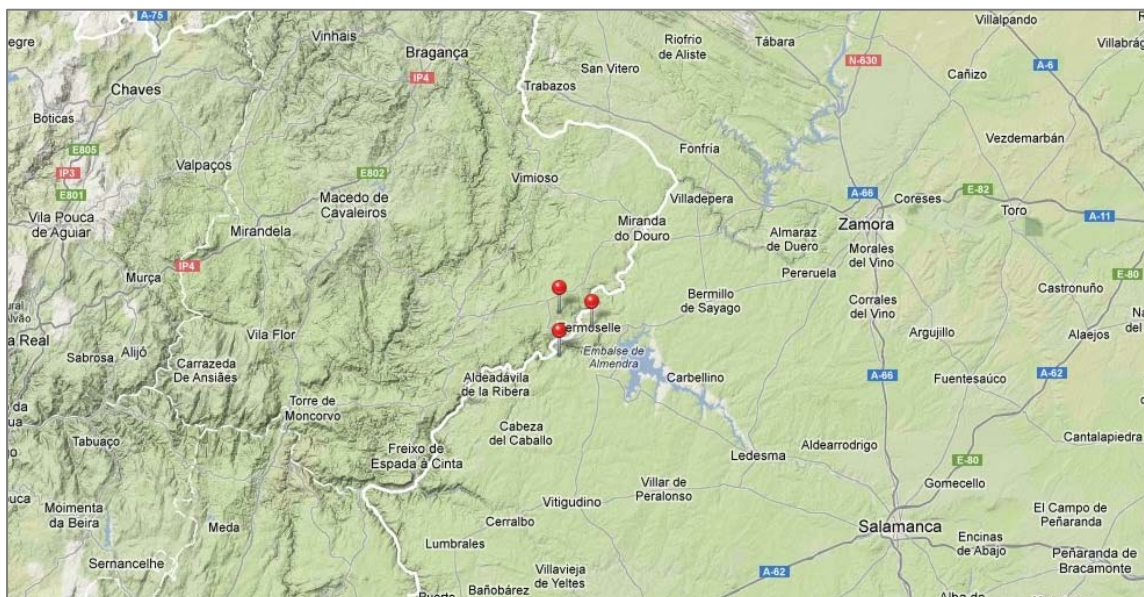 A-75
Vinhais
Bragança
IP4
Riofrio
de Aliste
Tábara
Villalpando
San Vitero
N-630
A-6
Cañizo
Chaves
Trabazos
Boticas
E805
Vezdemarbán
Fonfria
Valpaços
IP3
E802
Vimioso
E801
Macedo de
Cavaleiros
Villadepera
A-66
Coreses
E-82
Toro
A-11
Vila Pouca
de Aguiar
Mirandela
Miranda
do Douro
Zamora
Almaraz
de Duero
Morales
del Vino
Murça
IP4
Pereruela
E-80
Castronuño
Bermillo
de Sayago
Corrales
del Vino
Vila Flor
Argujillo
Alaejos
Sabrosa
Alijó
Embalse de
Almendra
Carrazeda
De Ansiães
Aldeadávila
de la Ribera
Carbellino
A-66
Fuentesaúco
A-62
Torre de
Moncorvo
Cabeza
del Caballo
Tabuaço
Freixo de
Espada à Cinta
Aldearrodrigo
Cantalapiedra
Ledesma
E-80
Villar de
Peralonso
Gomecello
Vitigudino
Moimenta
da Beira
Meda
Cerralbo
Salamanca
El Campo de
Peñaranda
Encinas
de Abajo
Lumbrales
Sernancelhe
Villavieja
de Yeltes
A-62
Peñaranda de
Bracamonte
Bañobárez